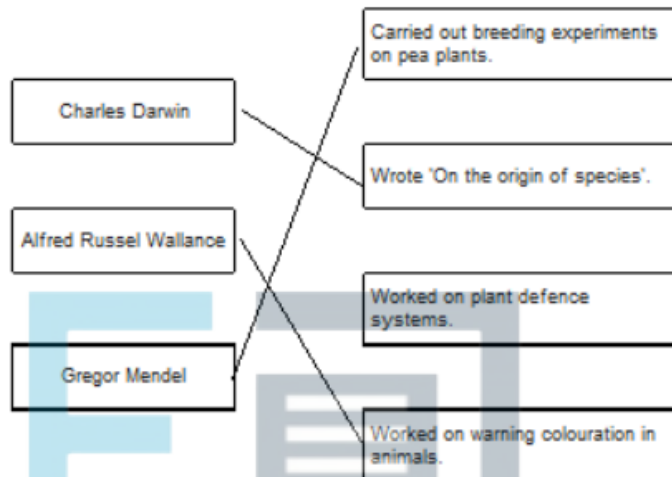 Carried out breeding experiments
on pea plants.
Charles Darwin
Wrote 'On the origin of species'.
Alfred Russel Wallance
Worked on plant defence
systems.
Gregor Mendel
Worked on warning colouration in
animals.